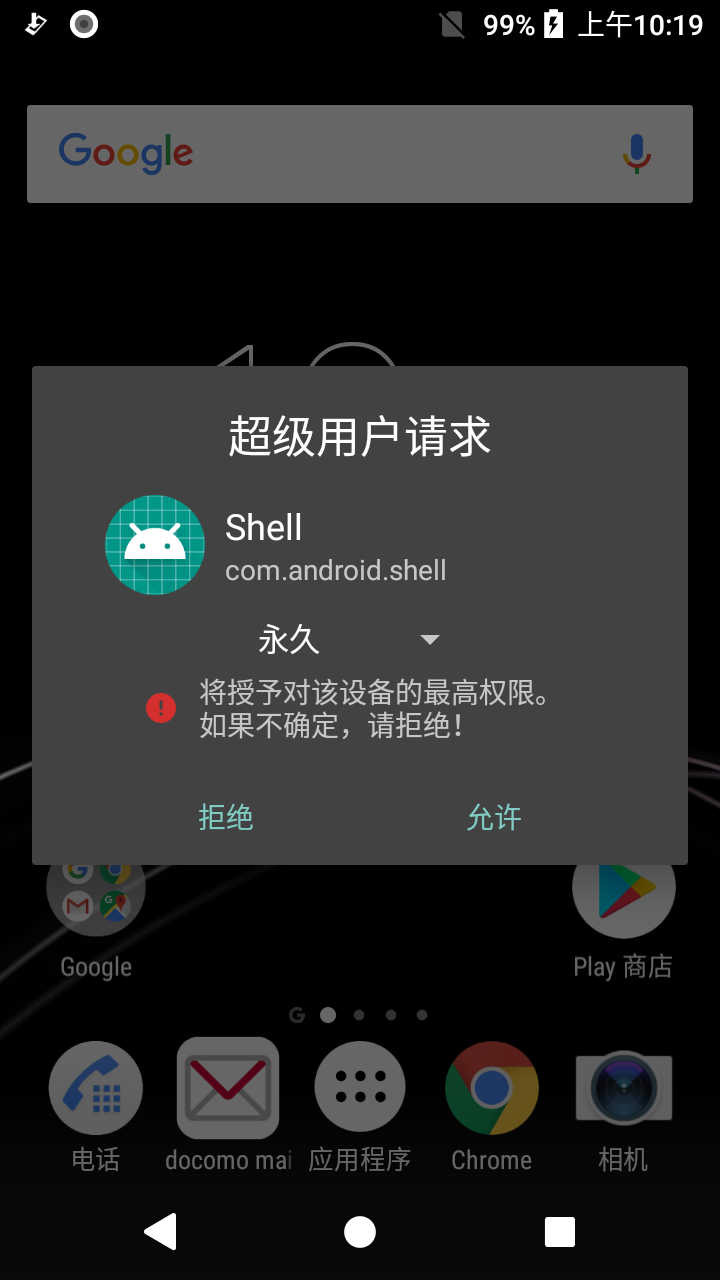 99% 上午10:19
Google
超级用户请求
Shell
com.android.shell
永久
将授予对该设备的最高权限。
如果不确定，请拒绝！
拒绝 允许
Google Play 商店
电话 docomo mai 应用程序 Chrome 相机